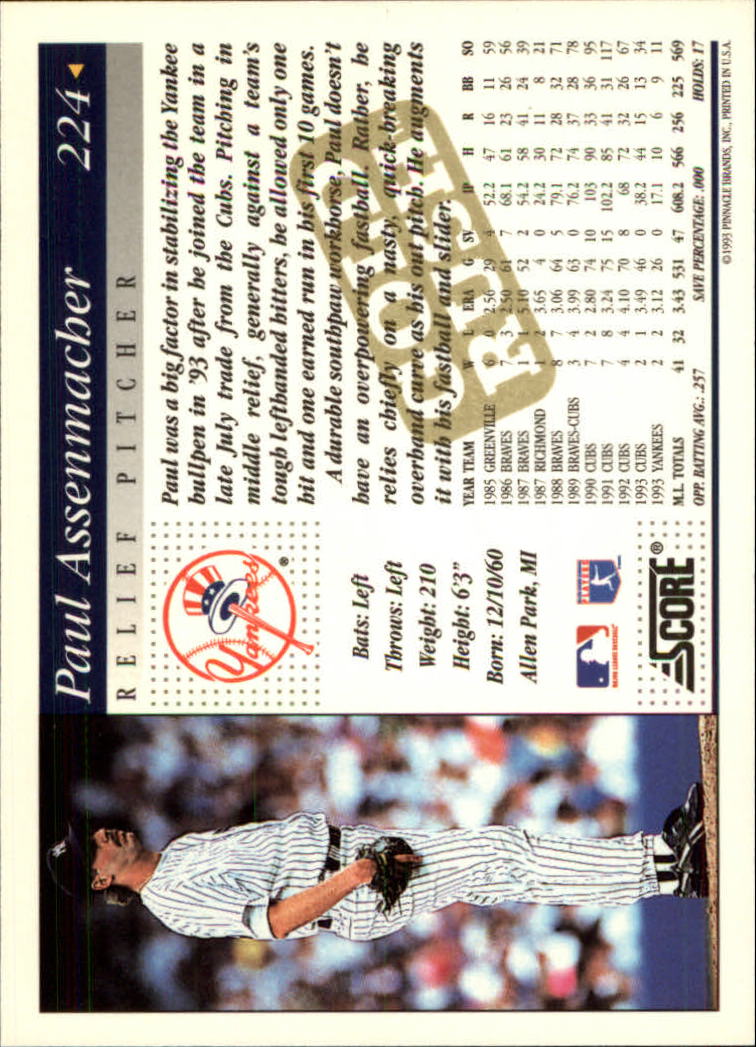 Paul Assenmacher 224
RELIEF PITCHER
Yankees
®
Bats: Left
Throws: Left
Weight: 210
Height: 6'3"
Born: 12/10/60
Allen Park, MI
MAJOR LEAGUE BASEBALL
SCORE®
Paul was a big factor in stabilizing the Yankee
bullpen in '93 after he joined the team in a
late July trade from the Cubs. Pitching in
middle relief, generally against a team's
tough lefthanded hitters, he allowed only one
hit and one earned run in his first 10 games.
A durable southpaw workhorse, Paul doesn't
have an overpowering fastball. Rather, he
relies chiefly on a nasty, quick-breaking
overhand curve as his out pitch. He augments
it with his fastball and slider.
GOLD
RUSH
YEAR TEAM W L ERA G SV IP H R BB SO
1985 GREENVILLE 6 0 2.56 29 4 52.2 47 16 11 59
1986 BRAVES 7 3 2.50 61 7 68.1 61 23 26 56
1987 BRAVES 1 1 5.10 52 2 54.2 58 41 24 39
1987 RICHMOND 1 2 3.65 4 0 24.2 30 11 8 21
1988 BRAVES 8 7 3.06 64 5 79.1 72 28 32 71
1989 BRAVES-CUBS 3 4 3.99 63 0 76.2 74 37 28 78
1990 CUBS 7 2 2.80 74 10 103 90 33 36 95
1991 CUBS 7 8 3.24 75 15 102.2 85 41 31 117
1992 CUBS 4 4 4.10 70 8 68 72 32 26 67
1993 CUBS 2 1 3.49 46 0 38.2 44 15 13 34
1993 YANKEES 2 2 3.12 26 0 17.1 10 6 9 11
M.L. TOTALS 41 32 3.43 531 47 608.2 566 256 225 569
OPP. BATTING AVG.: .257 SAVE PERCENTAGE: .000 HOLDS: 17
©1993 PINNACLE BRANDS, INC., PRINTED IN U.S.A.